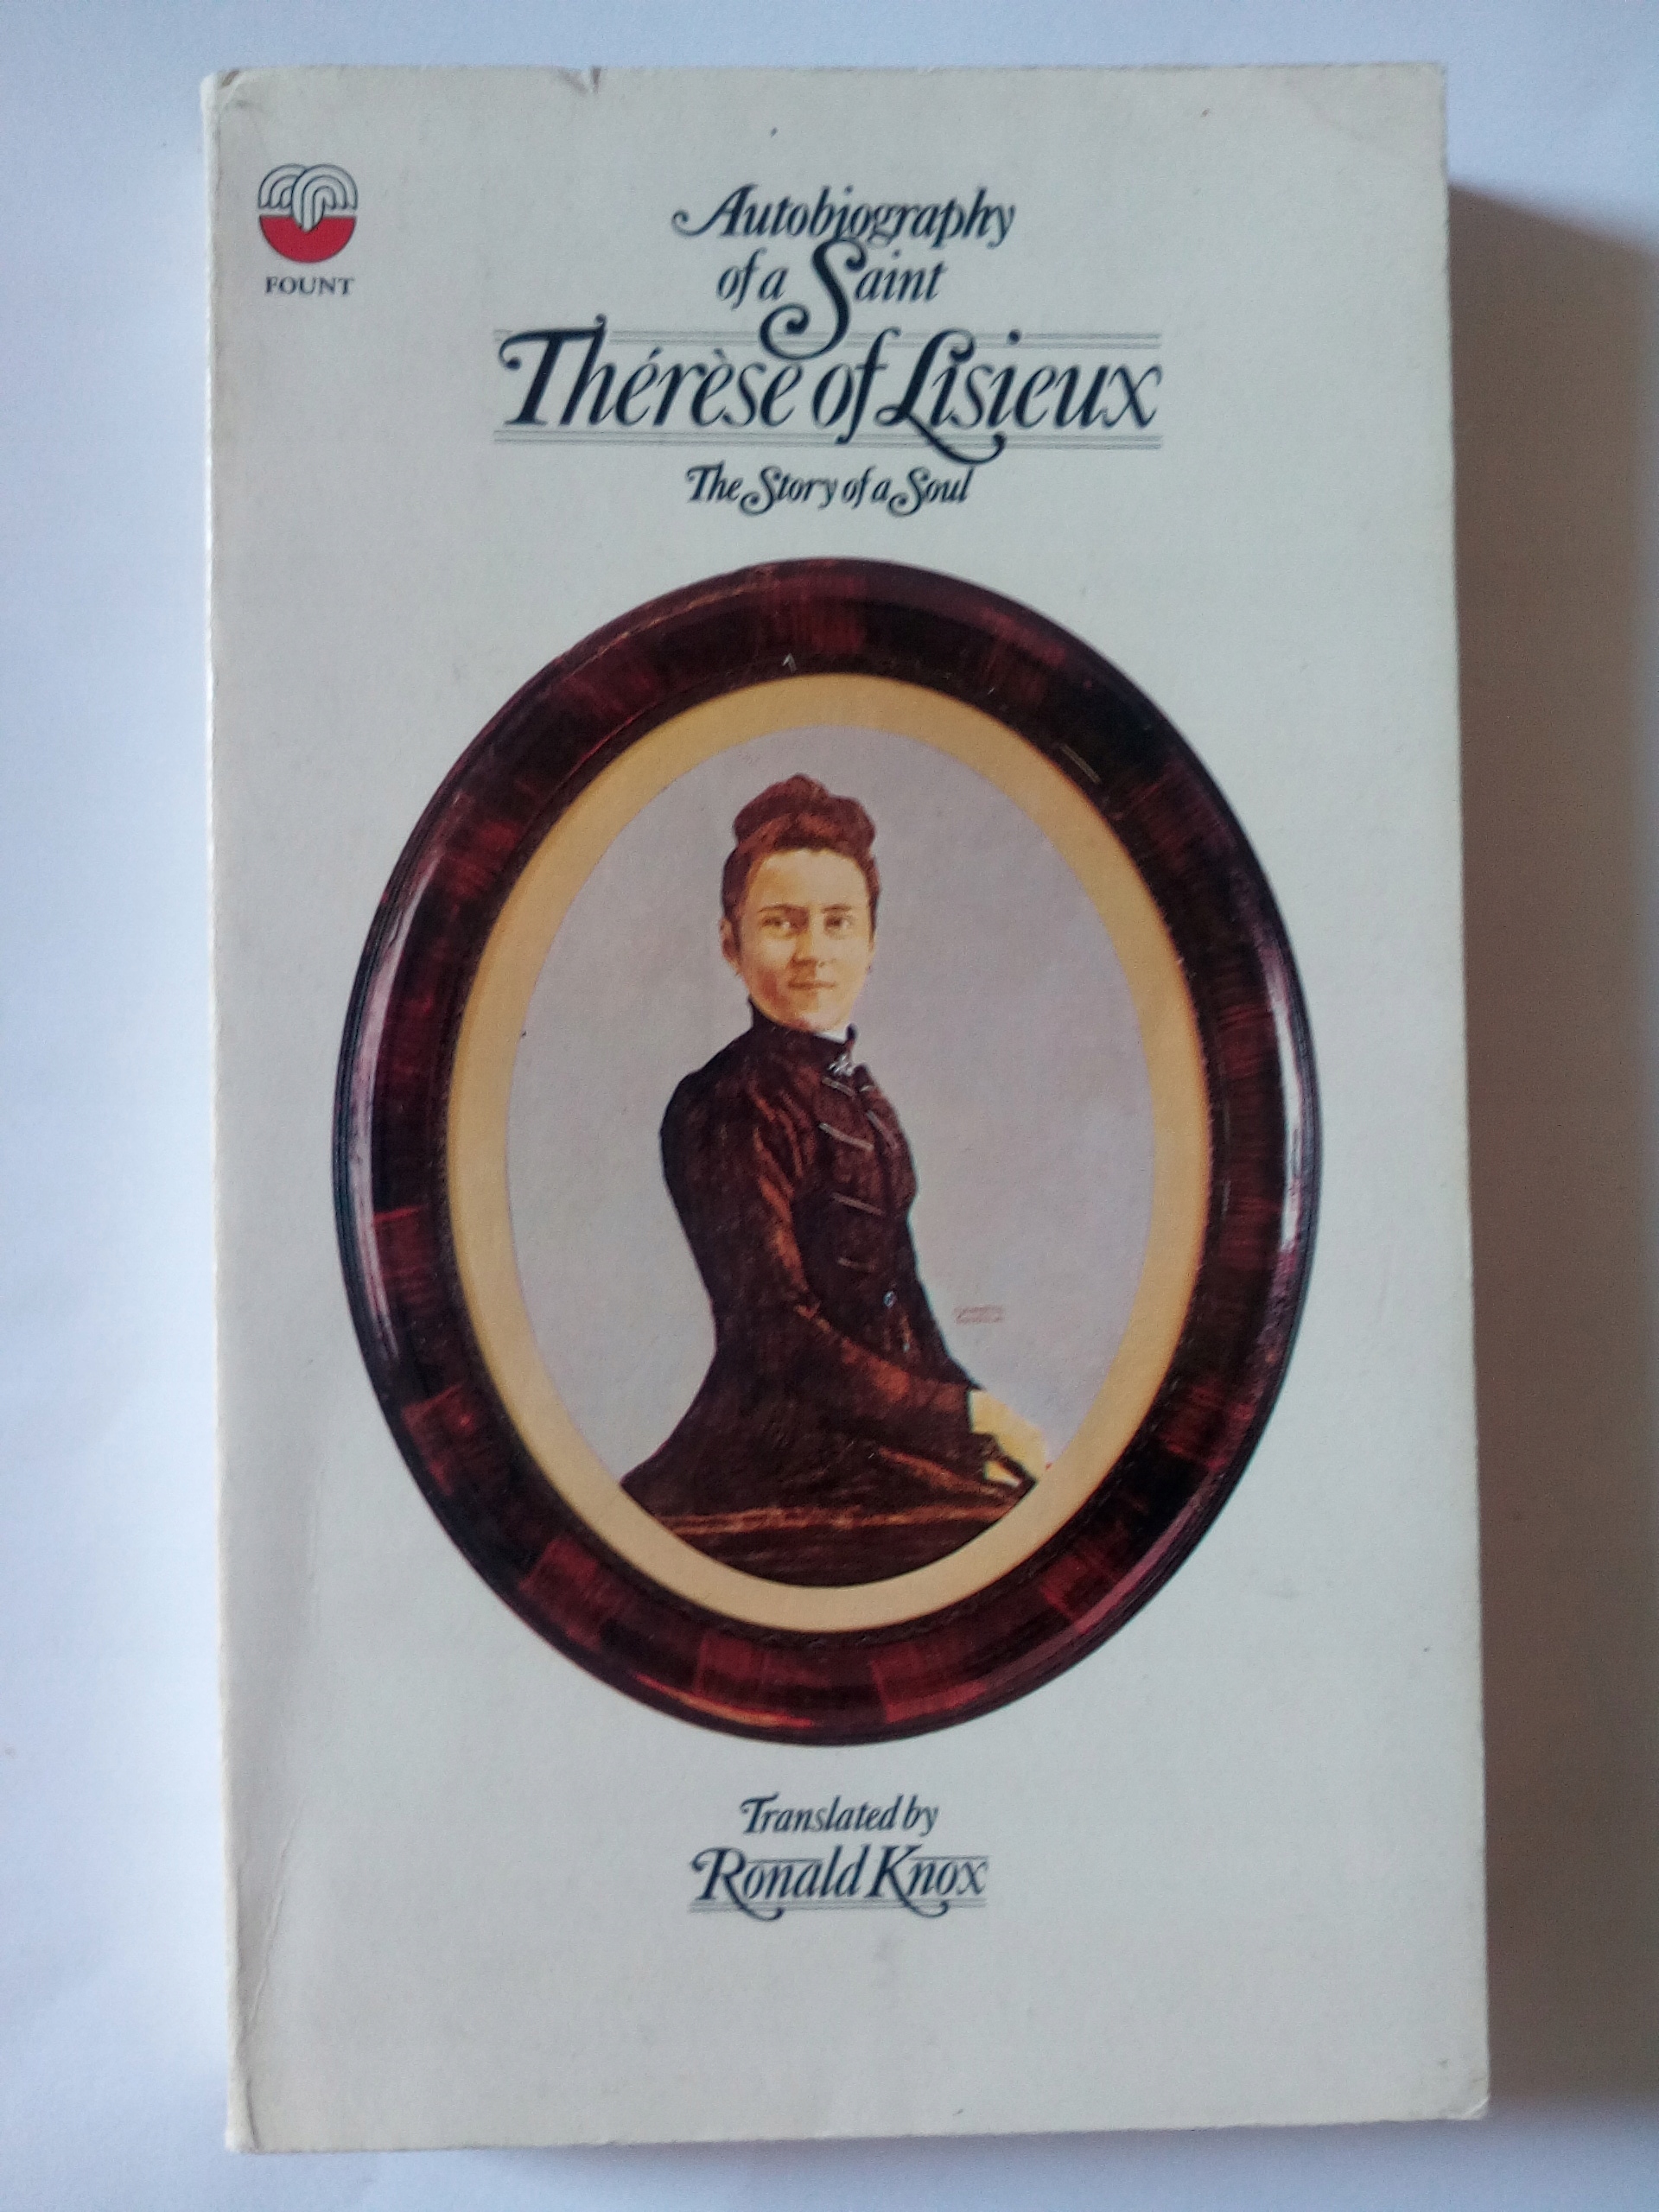 FOUNT
Autobiography
of a Saint
Thérèse of Lisieux
The Story of a Soul
Translated by
Ronald Knox